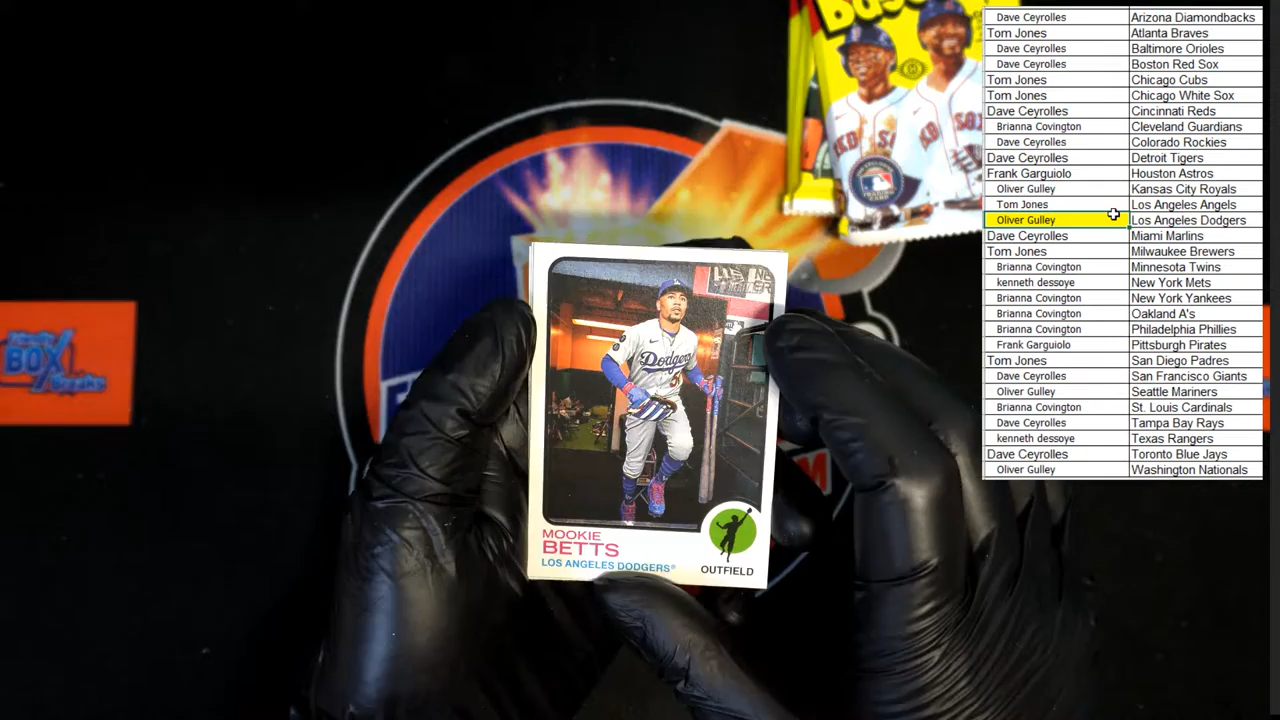 Dave Ceyrolles Arizona Diamondbacks
Tom Jones Atlanta Braves
Dave Ceyrolles Baltimore Orioles
Dave Ceyrolles Boston Red Sox
Tom Jones Chicago Cubs
Tom Jones Chicago White Sox
Dave Ceyrolles Cincinnati Reds
Brianna Covington Cleveland Guardians
Dave Ceyrolles Colorado Rockies
Dave Ceyrolles Detroit Tigers
Frank Garguiolo Houston Astros
Oliver Gulley Kansas City Royals
Tom Jones Los Angeles Angels
Oliver Gulley Los Angeles Dodgers
Dave Ceyrolles Miami Marlins
Tom Jones Milwaukee Brewers
Brianna Covington Minnesota Twins
kenneth dessoye New York Mets
Brianna Covington New York Yankees
Brianna Covington Oakland A's
Brianna Covington Philadelphia Phillies
Frank Garguiolo Pittsburgh Pirates
Tom Jones San Diego Padres
Dave Ceyrolles San Francisco Giants
Oliver Gulley Seattle Mariners
Brianna Covington St. Louis Cardinals
Dave Ceyrolles Tampa Bay Rays
kenneth dessoye Texas Rangers
Dave Ceyrolles Toronto Blue Jays
Oliver Gulley Washington Nationals
Dodgers
MOOKIE
BETTS
LOS ANGELES DODGERS®
OUTFIELD
BOX
Breaks